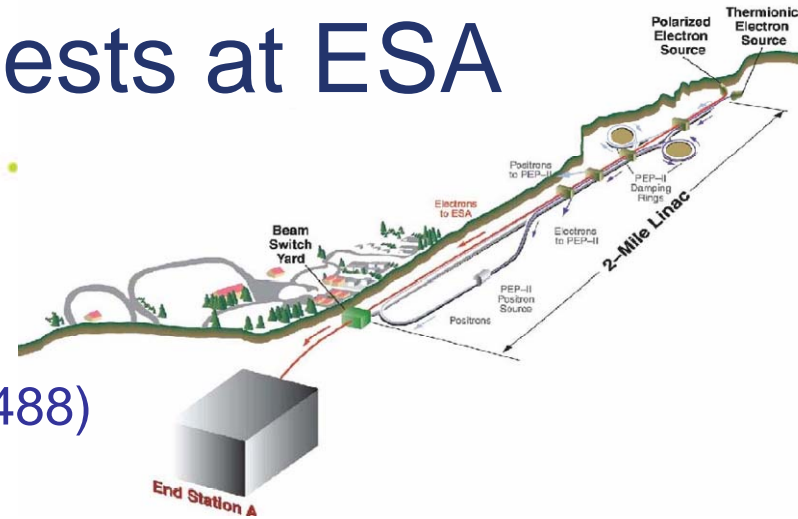 ests at ESA
Polarized
Electron
Source
Thermionic
Electron
Source
Positrons
to PEP-II
PEP-II
Damping
Rings
Electrons
to ESA
Electrons
to PEP-II
2-Mile Linac
Beam
Switch
Yard
PEP-II
Positron
Source
Positrons
488)
End Station A